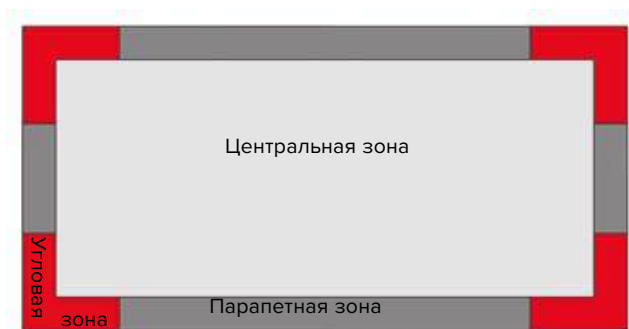 Центральная зона
Угловая
зона
Парапетная зона